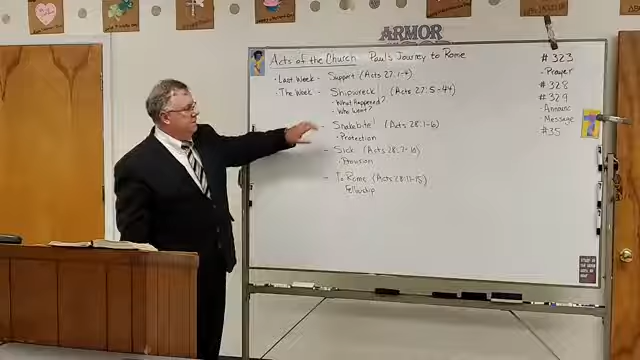 ARMOR
Acts of the Church Paul's Journey to Rome
• Last Week - Support (Acts 27:1-4)
• The Week - Shipwreck! (Acts 27:5-44)
• What Happened?
• Who Went?
- Snakebite! (Acts 28:1-6)
• Protection
- Sick (Acts 28:7-10)
• Provision
- To Rome (Acts 28:11-15)
Fellowship
#323
- Prayer
#328
#329
- Announc
- Message
#35